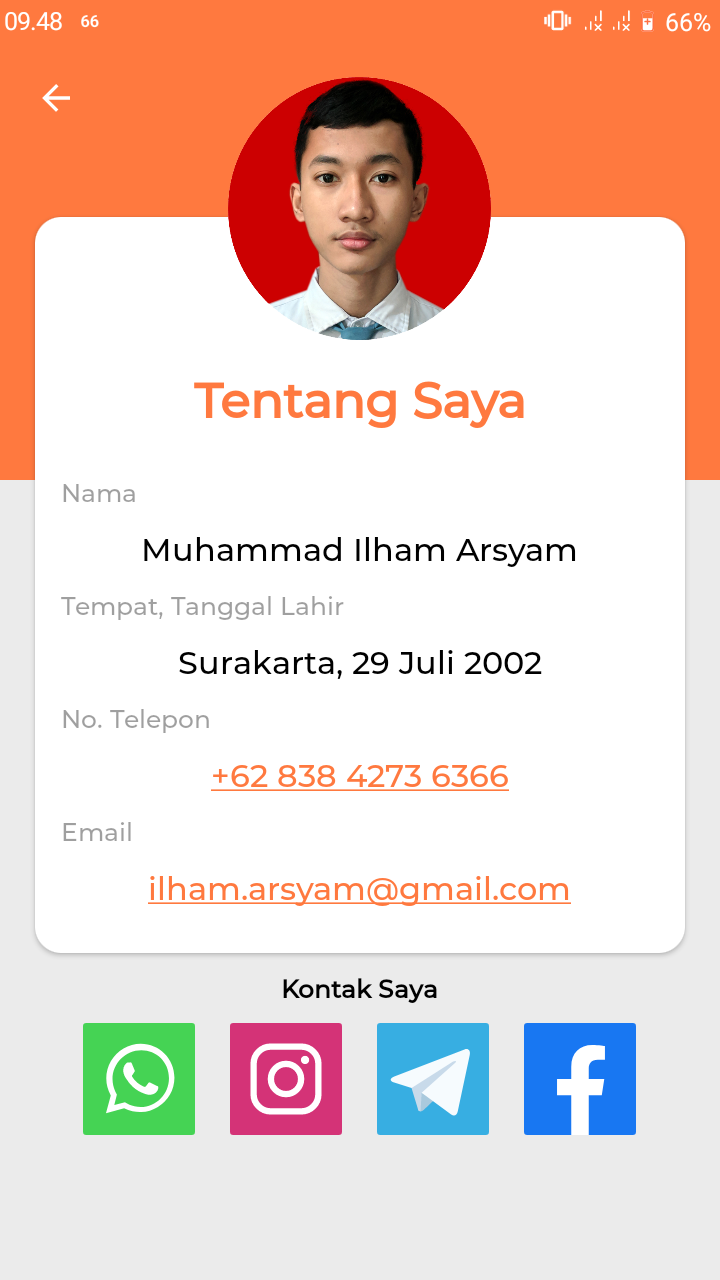 09.48 66 66%
Tentang Saya
Nama
Muhammad Ilham Arsyam
Tempat, Tanggal Lahir
Surakarta, 29 Juli 2002
No. Telepon
+62 838 4273 6366
Email
ilham.arsyam@gmail.com
Kontak Saya